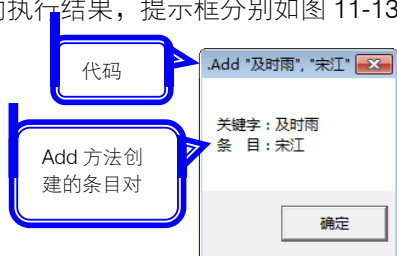 的执行结果，提示框分别如图 11-13
代码
.Add "及时雨", "宋江"
关键字：及时雨
条　目：宋江
Add 方法创
建的条目对
确定